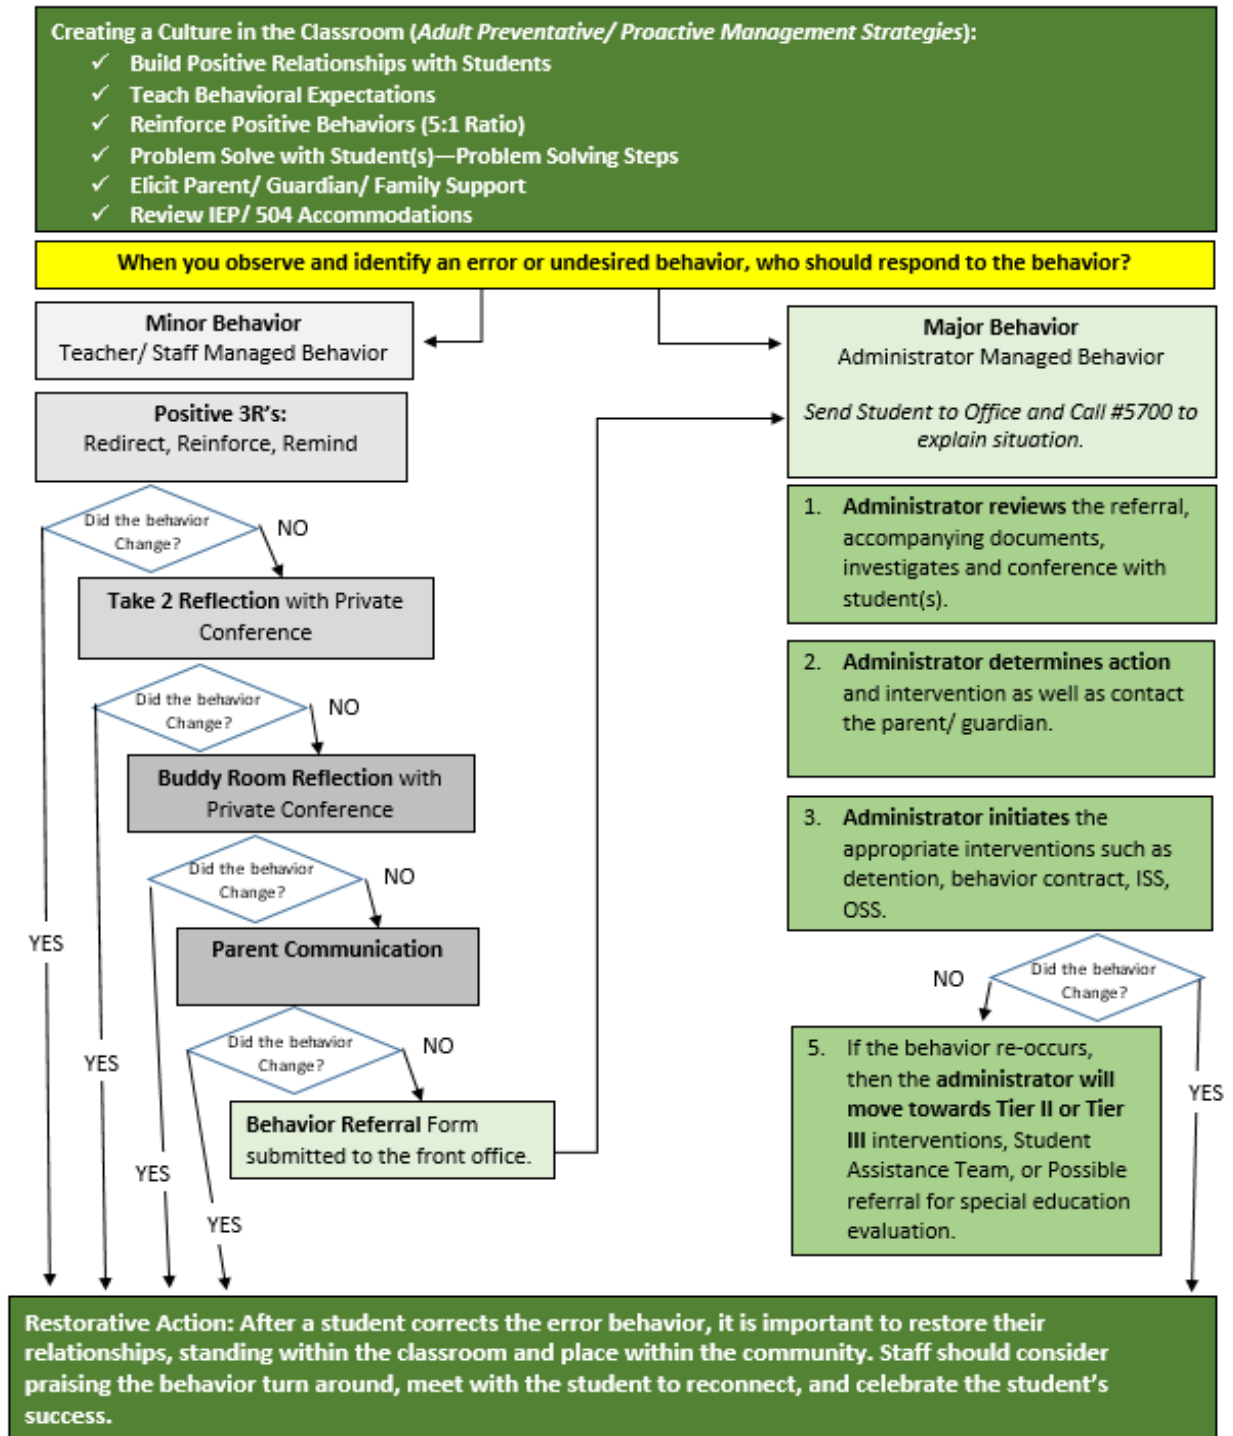 Creating a Culture in the Classroom (Adult Preventative/ Proactive Management Strategies):
✓ Build Positive Relationships with Students
✓ Teach Behavioral Expectations
✓ Reinforce Positive Behaviors (5:1 Ratio)
✓ Problem Solve with Student(s)—Problem Solving Steps
✓ Elicit Parent/ Guardian/ Family Support
✓ Review IEP/ 504 Accommodations
When you observe and identify an error or undesired behavior, who should respond to the behavior?
Minor Behavior
Teacher/ Staff Managed Behavior
Positive 3R's:
Redirect, Reinforce, Remind
Did the behavior
Change?
NO
Take 2 Reflection with Private
Conference
Did the behavior
Change?
NO
Buddy Room Reflection with
Private Conference
Did the behavior
Change?
NO
Parent Communication
Did the behavior
Change?
NO
Behavior Referral Form
submitted to the front office.
YES
YES
YES
YES
Major Behavior
Administrator Managed Behavior
Send Student to Office and Call #5700 to
explain situation.
1. Administrator reviews the referral,
accompanying documents,
investigates and conference with
student(s).
2. Administrator determines action
and intervention as well as contact
the parent/ guardian.
3. Administrator initiates the
appropriate interventions such as
detention, behavior contract, ISS,
OSS.
Did the behavior
Change?
NO
5. If the behavior re-occurs,
then the administrator will
move towards Tier II or Tier
III interventions, Student
Assistance Team, or Possible
referral for special education
evaluation.
YES
Restorative Action: After a student corrects the error behavior, it is important to restore their
relationships, standing within the classroom and place within the community. Staff should consider
praising the behavior turn around, meet with the student to reconnect, and celebrate the student's
success.